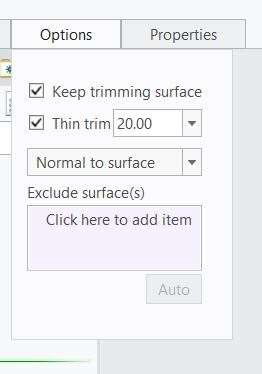 Options Properties
Keep trimming surface
Thin trim 20.00
Normal to surface
Exclude surface(s)
Click here to add item
Auto